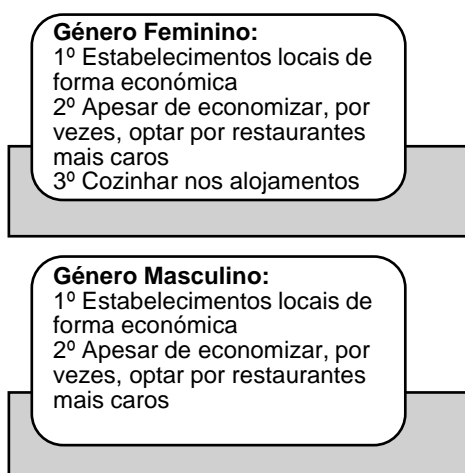 Género Feminino:
1º Estabelecimentos locais de
forma económica
2º Apesar de economizar, por
vezes, optar por restaurantes
mais caros
3º Cozinhar nos alojamentos
Género Masculino:
1º Estabelecimentos locais de
forma económica
2º Apesar de economizar, por
vezes, optar por restaurantes
mais caros